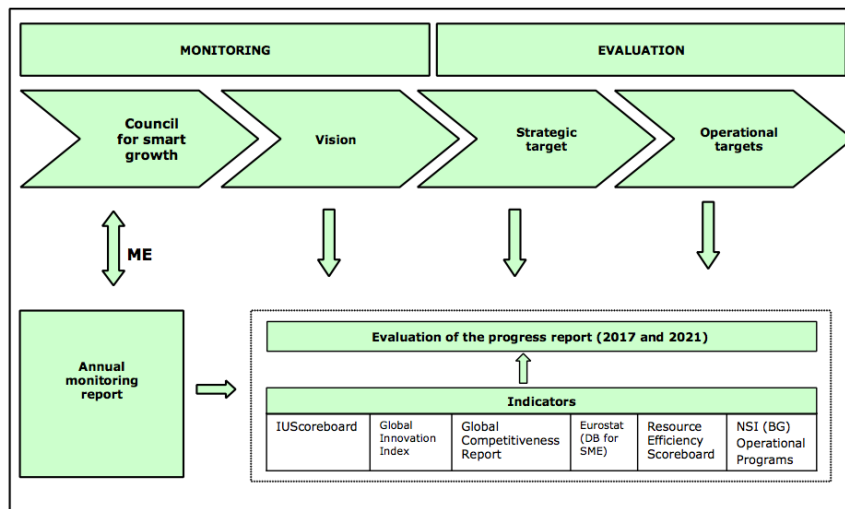 MONITORING
EVALUATION
Council
for smart
growth
Vision
Strategic
target
Operational
targets
ME
Annual
monitoring
report
Evaluation of the progress report (2017 and 2021)
Indicators
IUScoreboard
Global
Innovation
Index
Global
Competitiveness
Report
Eurostat
(DB for
SME)
Resource
Efficiency
Scoreboard
NSI (BG)
Operational
Programs